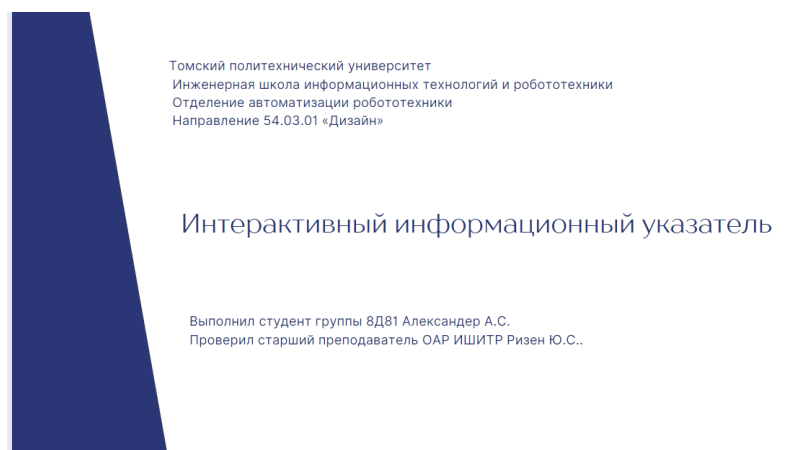 Томский политехнический университет
Инженерная школа информационных технологий и робототехники
Отделение автоматизации робототехники
Направление 54.03.01 «Дизайн»
Интерактивный информационный указатель
Выполнил студент группы 8Д81 Александер А.С.
Проверил старший преподаватель ОАР ИШИТР Ризен Ю.С..